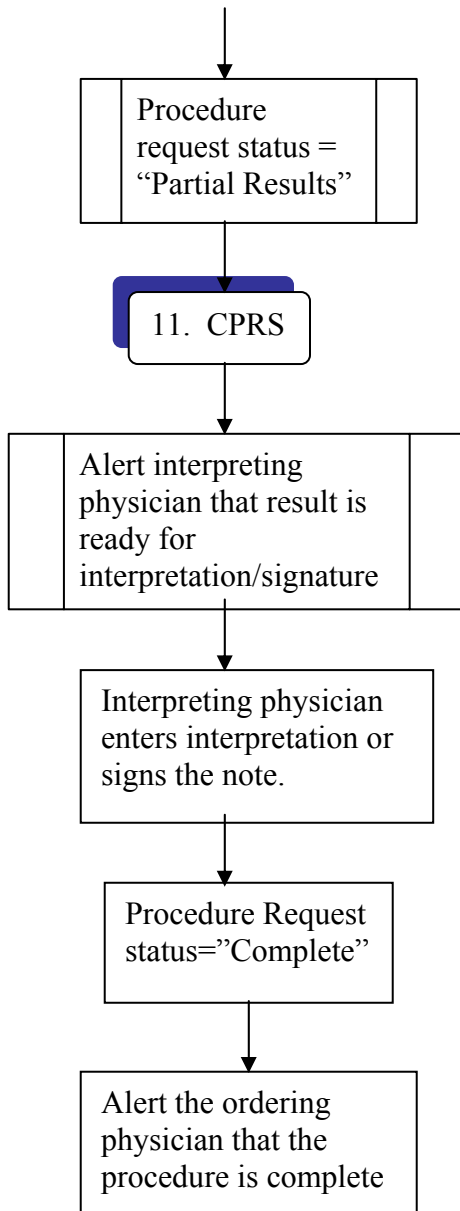 Procedure
request status =
“Partial Results”
11.  CPRS
Alert interpreting
physician that result is
ready for
interpretation/signature
Interpreting physician
enters interpretation or
signs the note.
Procedure Request
status=”Complete”
Alert the ordering
physician that the
procedure is complete